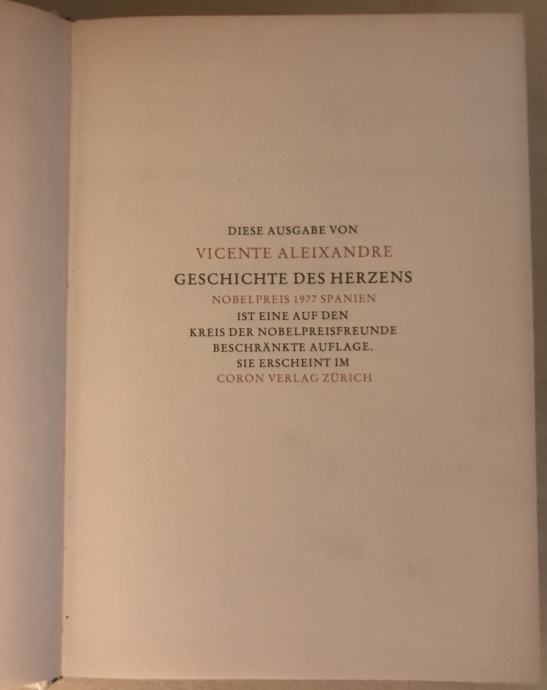 DIESE AUSGABE VON
VICENTE ALEIXANDRE
GESCHICHTE DES HERZENS
NOBELPREIS 1977 SPANIEN
IST EINE AUF DEN
KREIS DER NOBELPREISFREUNDE
BESCHRÄNKTE AUFLAGE.
SIE ERSCHEINT IM
CORON VERLAG ZÜRICH